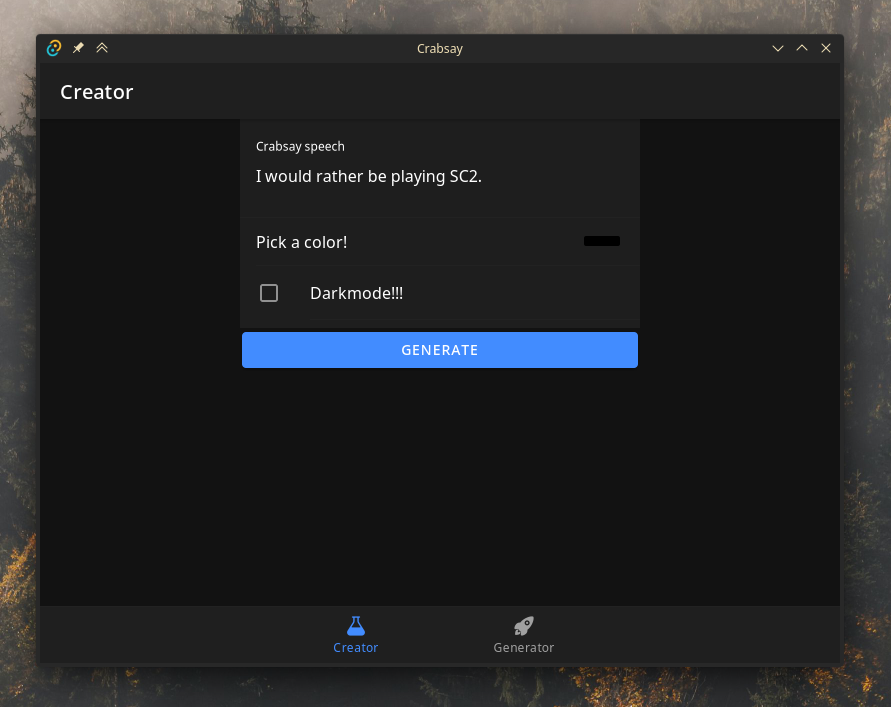 Crabsay
Creator
Crabsay speech
I would rather be playing SC2.
Pick a color!
Darkmode!!!
GENERATE
Creator
Generator